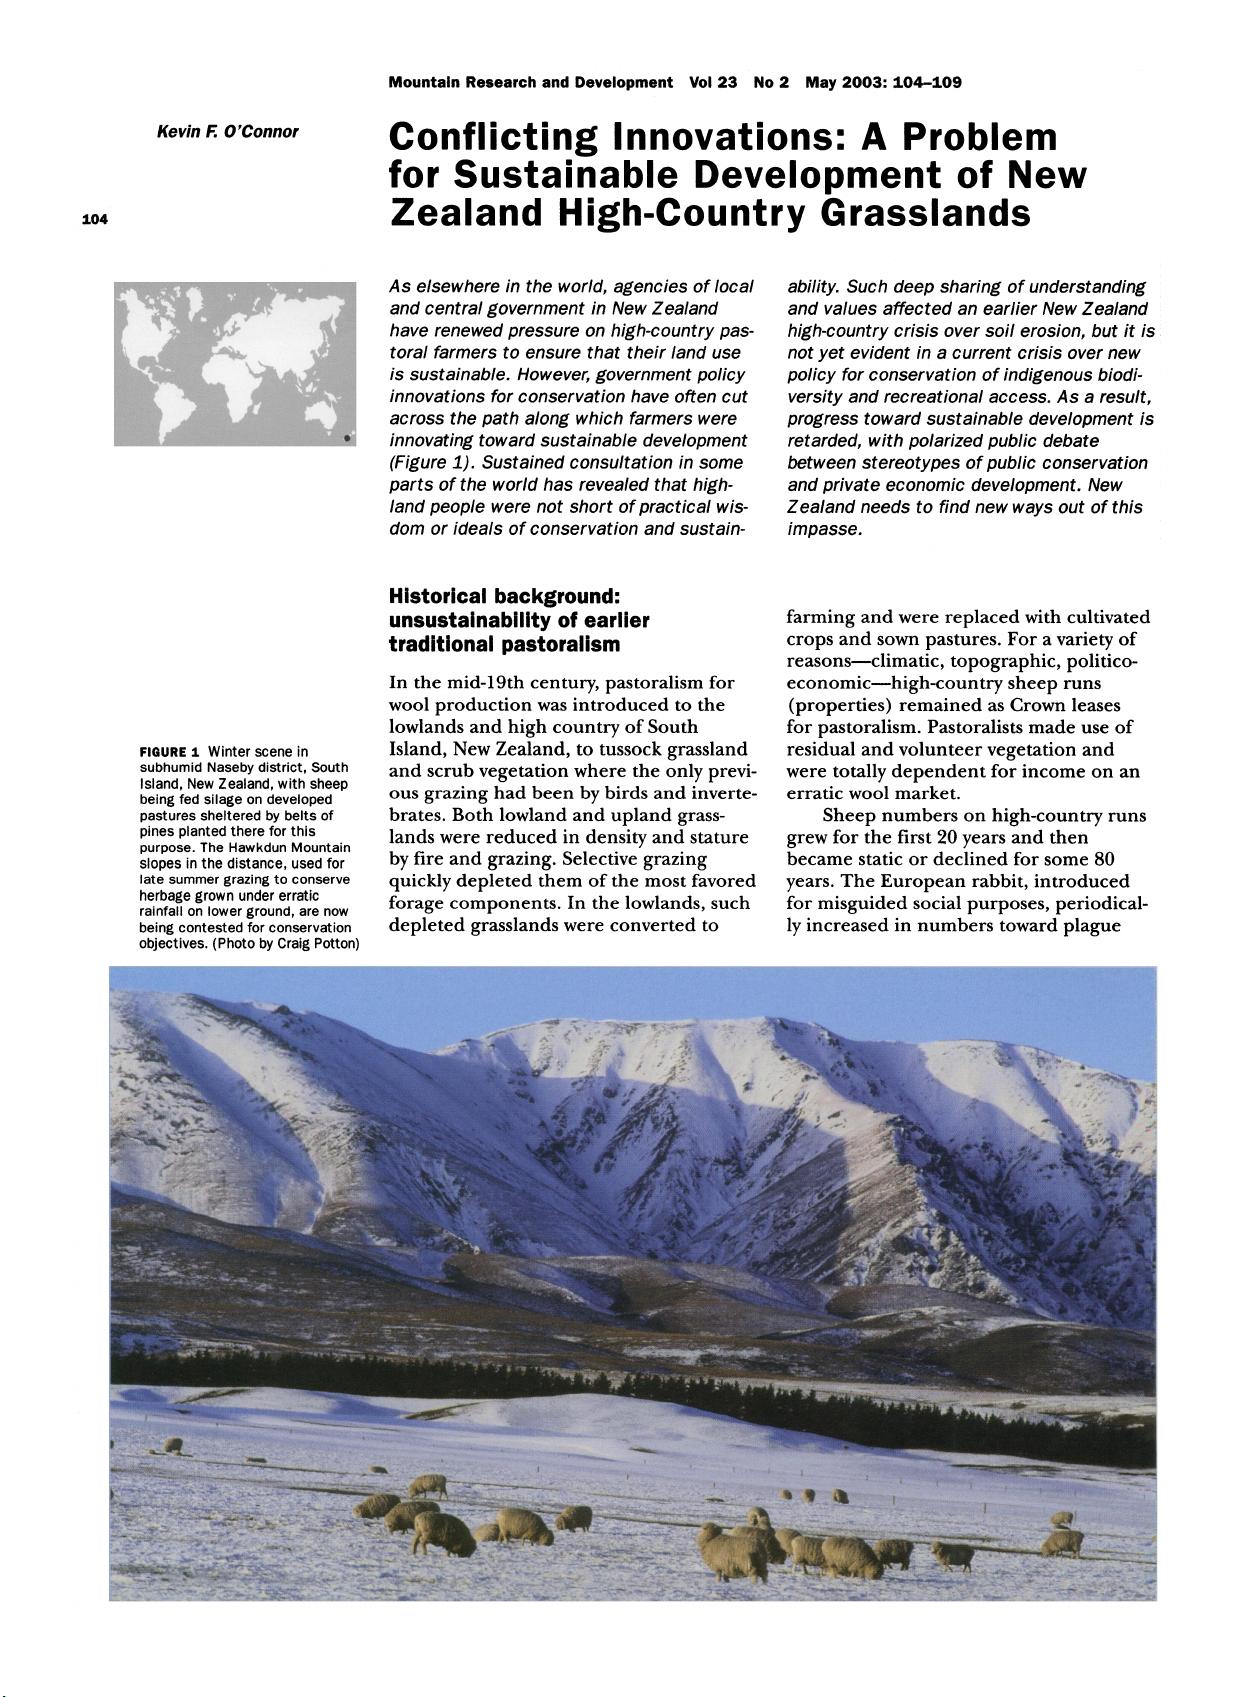 Mountain Research and Development Vol 23 No 2 May 2003: 104–109
Kevin F. O'Connor
Conflicting Innovations: A Problem
for Sustainable Development of New
Zealand High-Country Grasslands
104
As elsewhere in the world, agencies of local
and central government in New Zealand
have renewed pressure on high-country pas-
toral farmers to ensure that their land use
is sustainable. However, government policy
innovations for conservation have often cut
across the path along which farmers were
innovating toward sustainable development
(Figure 1). Sustained consultation in some
parts of the world has revealed that high-
land people were not short of practical wis-
dom or ideals of conservation and sustain-
ability. Such deep sharing of understanding
and values affected an earlier New Zealand
high-country crisis over soil erosion, but it is
not yet evident in a current crisis over new
policy for conservation of indigenous biodi-
versity and recreational access. As a result,
progress toward sustainable development is
retarded, with polarized public debate
between stereotypes of public conservation
and private economic development. New
Zealand needs to find new ways out of this
impasse.
Historical background:
unsustainability of earlier
traditional pastoralism
In the mid-19th century, pastoralism for
wool production was introduced to the
lowlands and high country of South
Island, New Zealand, to tussock grassland
and scrub vegetation where the only previ-
ous grazing had been by birds and inverte-
brates. Both lowland and upland grass-
lands were reduced in density and stature
by fire and grazing. Selective grazing
quickly depleted them of the most favored
forage components. In the lowlands, such
depleted grasslands were converted to
farming and were replaced with cultivated
crops and sown pastures. For a variety of
reasons—climatic, topographic, politico-
economic—high-country sheep runs
(properties) remained as Crown leases
for pastoralism. Pastoralists made use of
residual and volunteer vegetation and
were totally dependent for income on an
erratic wool market.
Sheep numbers on high-country runs
grew for the first 20 years and then
became static or declined for some 80
years. The European rabbit, introduced
for misguided social purposes, periodical-
ly increased in numbers toward plague
FIGURE 1 Winter scene in
subhumid Naseby district, South
Island, New Zealand, with sheep
being fed silage on developed
pastures sheltered by belts of
pines planted there for this
purpose. The Hawkdun Mountain
slopes in the distance, used for
late summer grazing to conserve
herbage grown under erratic
rainfall on lower ground, are now
being contested for conservation
objectives. (Photo by Craig Potton)